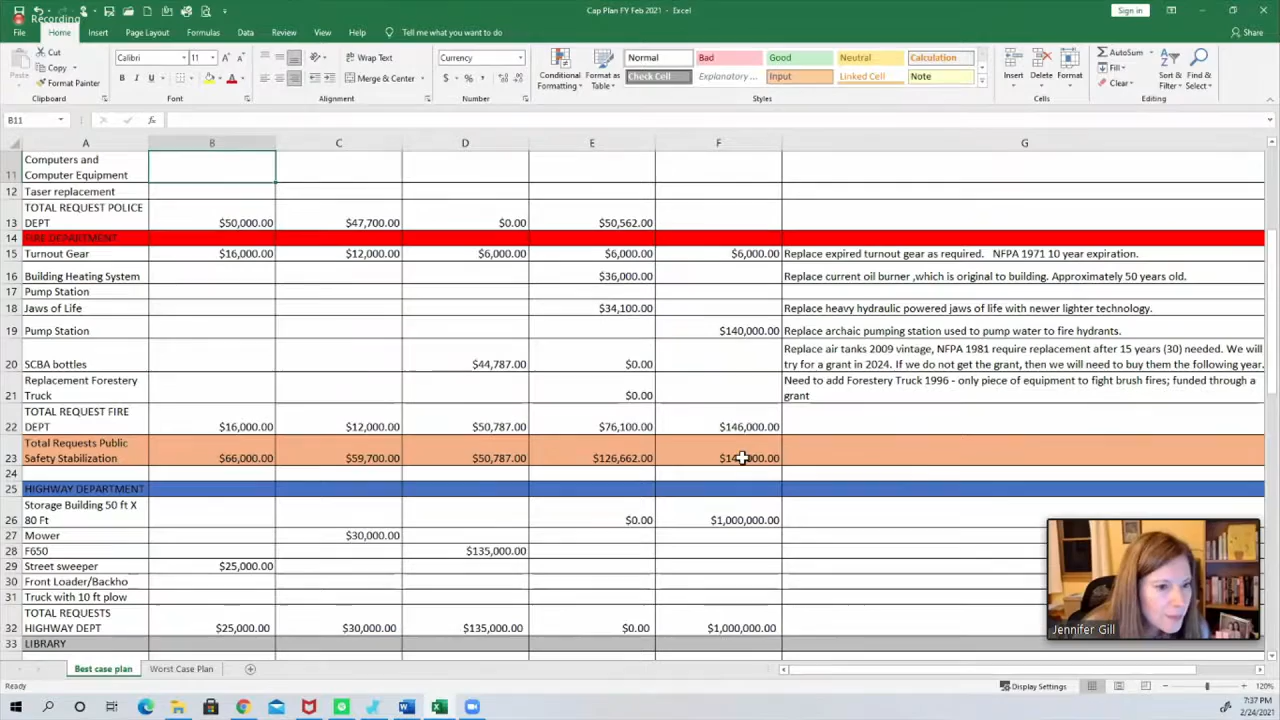 Recording
Cap Plan FY Feb 2021 - Excel
Sign in
File Home Insert Page Layout Formulas Data Review View Help Tell me what you want to do Share
Paste
Cut
Copy
Format Painter
Clipboard
Calibri 11
B I U
Font
Wrap Text
Merge & Center
Alignment
Currency
$ % ,
Number
Conditional Formatting
Format as Table
Normal Bad Good Neutral Calculation
Check Cell Explanatory ... Input Linked Cell Note
Styles
Insert Delete Format
Cells
AutoSum
Fill
Clear
Sort & Filter
Find & Select
Editing
B11 fx
A B C D E F G
11 Computers and
Computer Equipment
12 Taser replacement
13 TOTAL REQUEST POLICE
DEPT $50,000.00 $47,700.00 $0.00 $50,562.00
14 FIRE DEPARTMENT
15 Turnout Gear $16,000.00 $12,000.00 $6,000.00 $6,000.00 $6,000.00 Replace expired turnout gear as required. NFPA 1971 10 year expiration.
16 Building Heating System $36,000.00 Replace current oil burner ,which is original to building. Approximately 50 years old.
17 Pump Station
18 Jaws of Life $34,100.00 Replace heavy hydraulic powered jaws of life with newer lighter technology.
19 Pump Station $140,000.00 Replace archaic pumping station used to pump water to fire hydrants.
Replace air tanks 2009 vintage, NFPA 1981 require replacement after 15 years (30) needed. We will
20 SCBA bottles $44,787.00 $0.00 try for a grant in 2024. If we do not get the grant, then we will need to buy them the following year.
Replacement Forestery Need to add Forestery Truck 1996 - only piece of equipment to fight brush fires; funded through a
21 Truck $0.00 grant
TOTAL REQUEST FIRE
22 DEPT $16,000.00 $12,000.00 $50,787.00 $76,100.00 $146,000.00
Total Requests Public
23 Safety Stabilization $66,000.00 $59,700.00 $50,787.00 $126,662.00
24
25 HIGHWAY DEPARTMENT
Storage Building 50 ft X
26 80 Ft $0.00 $1,000,000.00
27 Mower $30,000.00
28 F650 $135,000.00
29 Street sweeper $25,000.00
30 Front Loader/Backho
31 Truck with 10 ft plow
TOTAL REQUESTS
32 HIGHWAY DEPT $25,000.00 $30,000.00 $135,000.00 $0.00 $1,000,000.00
33 LIBRARY
Jennifer Gill
Best case plan Worst Case Plan
Ready Display Settings 120%
7:37 PM
2/24/2021